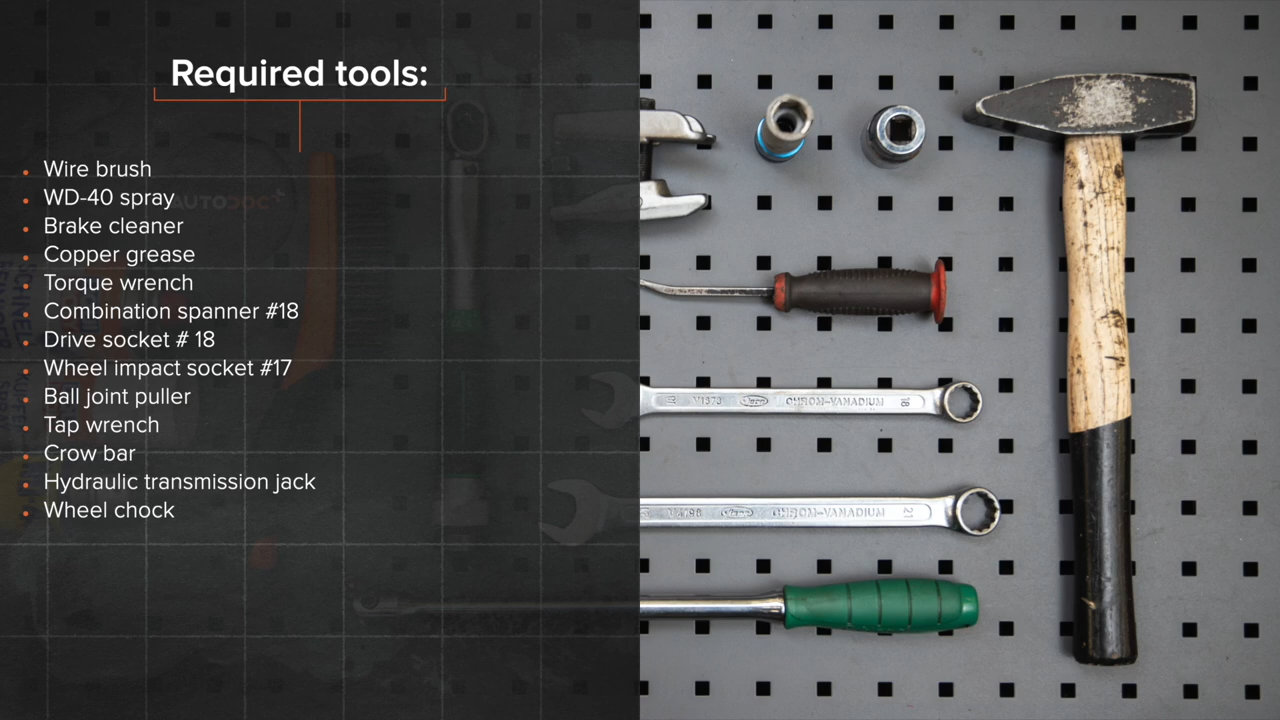 Required tools:
Wire brush
WD-40 spray
AUTODOC
Brake cleaner
Copper grease
Torque wrench
Combination spanner #18
Drive socket # 18
Wheel impact socket #17
Ball joint puller
Tap wrench
Crow bar
Hydraulic transmission jack
Wheel chock
CHROM-VANADIUM 18
CHROM-VANADIUM 21